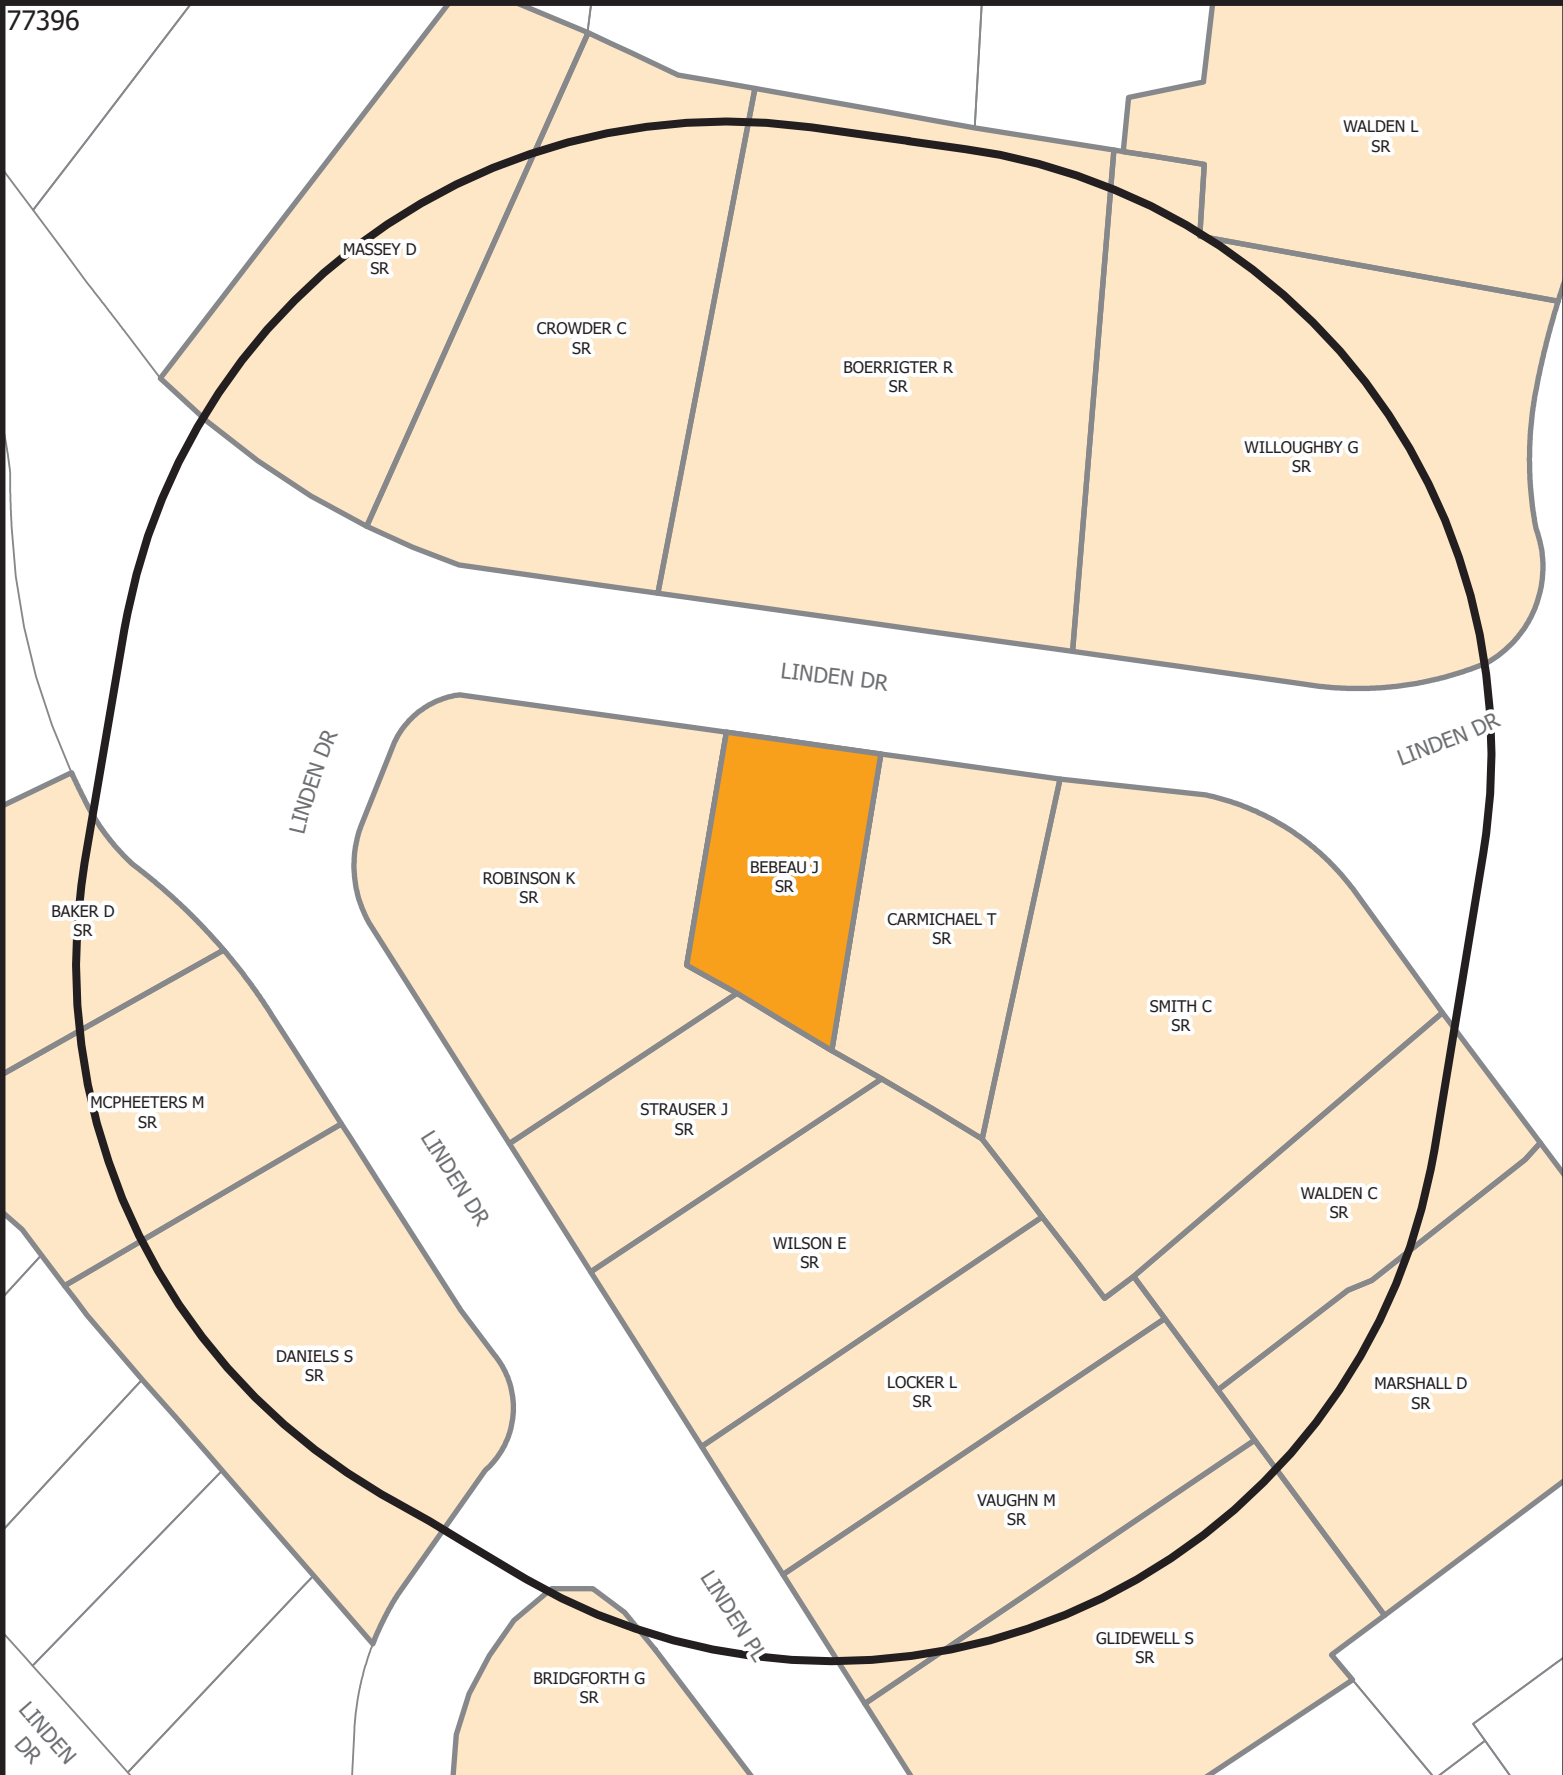 77396
WALDEN L
SR
MASSEY D
SR
CROWDER C
SR
BOERRIGTER R
SR
WILLOUGHBY G
SR
LINDEN DR
LINDEN DR
LINDEN DR
ROBINSON K
SR
BEBEAU J
SR
CARMICHAEL T
SR
BAKER D
SR
SMITH C
SR
MCPHEETERS M
SR
STRAUSER J
SR
LINDEN DR
WALDEN C
SR
WILSON E
SR
DANIELS S
SR
LOCKER L
SR
MARSHALL D
SR
VAUGHN M
SR
LINDEN PL
GLIDEWELL S
SR
BRIDGFORTH G
SR
LINDEN
DR